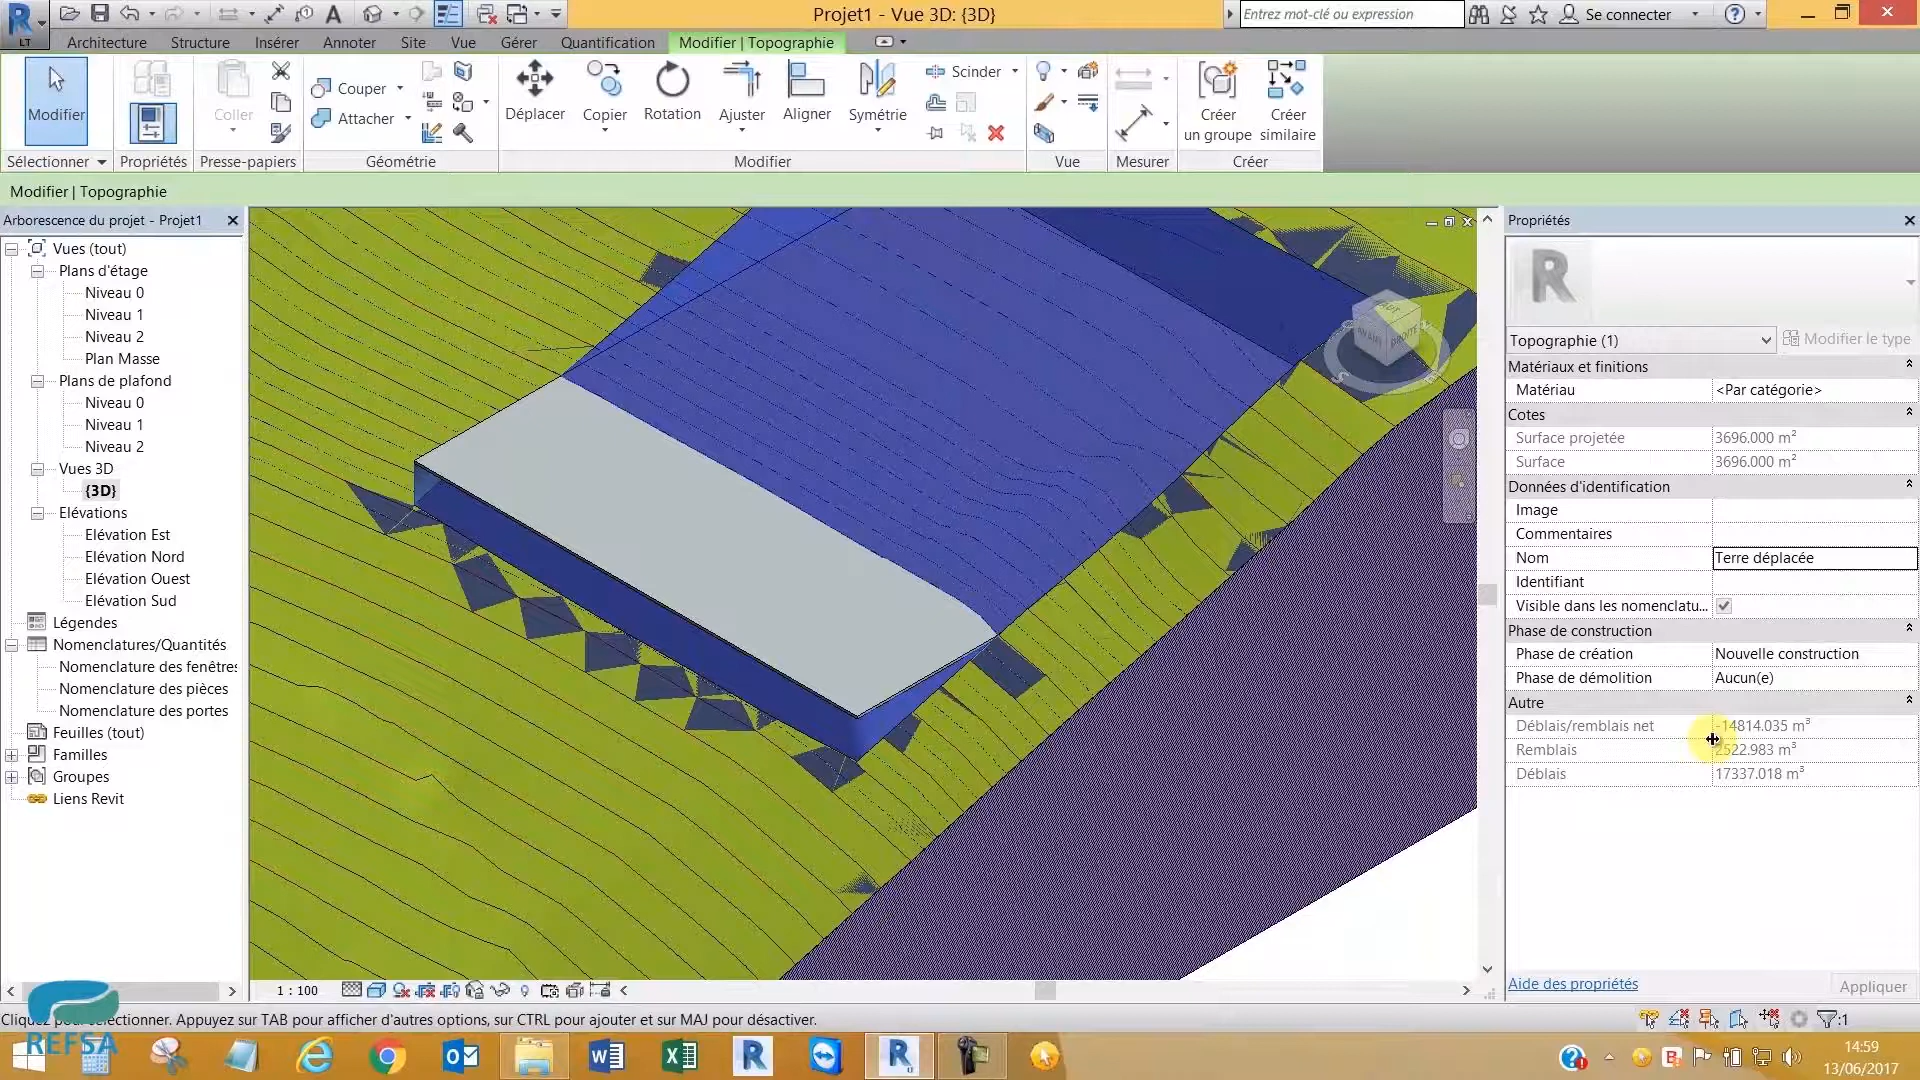 Projet1 - Vue 3D: {3D}
Entrez mot-clé ou expression
Se connecter
LT
Architecture
Structure
Insérer
Annoter
Site
Vue
Gérer
Quantification
Modifier | Topographie
Modifier
Coller
Couper
Attacher
Déplacer
Copier
Rotation
Ajuster
Aligner
Symétrie
Scinder
Créer un groupe
Créer similaire
Sélectionner
Propriétés
Presse-papiers
Géométrie
Modifier
Vue
Mesurer
Créer
Modifier | Topographie
Arborescence du projet - Projet1
Vues (tout)
Plans d'étage
Niveau 0
Niveau 1
Niveau 2
Plan Masse
Plans de plafond
Niveau 0
Niveau 1
Niveau 2
Vues 3D
{3D}
Elévations
Elévation Est
Elévation Nord
Elévation Ouest
Elévation Sud
Légendes
Nomenclatures/Quantités
Nomenclature des fenêtres
Nomenclature des pièces
Nomenclature des portes
Feuilles (tout)
Familles
Groupes
Liens Revit
Propriétés
Topographie (1)
Modifier le type
Matériaux et finitions
Matériau <Par catégorie>
Cotes
Surface projetée 3696.000 m²
Surface 3696.000 m²
Données d'identification
Image
Commentaires
Nom Terre déplacée
Identifiant
Visible dans les nomenclatu...
Phase de construction
Phase de création Nouvelle construction
Phase de démolition Aucun(e)
Autre
Déblais/remblais net -14814.035 m³
Remblais 2522.983 m³
Déblais 17337.018 m³
Aide des propriétés
Appliquer
1 : 100
Cliquez pour sélectionner. Appuyez sur TAB pour afficher d'autres options, sur CTRL pour ajouter et sur MAJ pour désactiver.
:1
REFSA
14:59
13/06/2017